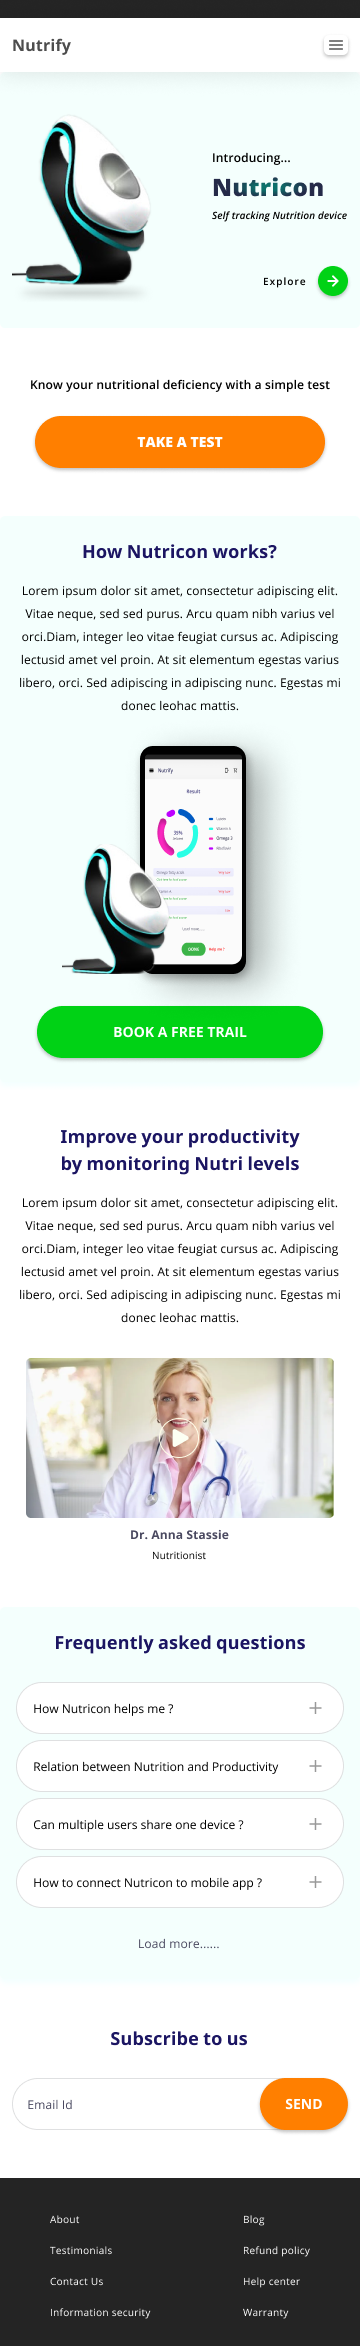 Nutrify
Introducing...
Nutricon
Self tracking Nutrition device
Explore
Know your nutritional deficiency with a simple test
TAKE A TEST
How Nutricon works?
Lorem ipsum dolor sit amet, consectetur adipiscing elit.
Vitae neque, sed sed purus. Arcu quam nibh varius vel
orci.Diam, integer leo vitae feugiat cursus ac. Adipiscing
lectusid amet vel proin. At sit elementum egestas varius
libero, orci. Sed adipiscing in adipiscing nunc. Egestas mi
donec leohac mattis.
Nutrify
Result
35%
Omega 3
BOOK A FREE TRAIL
Improve your productivity
by monitoring Nutri levels
Lorem ipsum dolor sit amet, consectetur adipiscing elit.
Vitae neque, sed sed purus. Arcu quam nibh varius vel
orci.Diam, integer leo vitae feugiat cursus ac. Adipiscing
lectusid amet vel proin. At sit elementum egestas varius
libero, orci. Sed adipiscing in adipiscing nunc. Egestas mi
donec leohac mattis.
Dr. Anna Stassie
Nutritionist
Frequently asked questions
How Nutricon helps me ?
Relation between Nutrition and Productivity
Can multiple users share one device ?
How to connect Nutricon to mobile app ?
Load more......
Subscribe to us
Email Id
SEND
About
Blog
Testimonials
Refund policy
Contact Us
Help center
Information security
Warranty